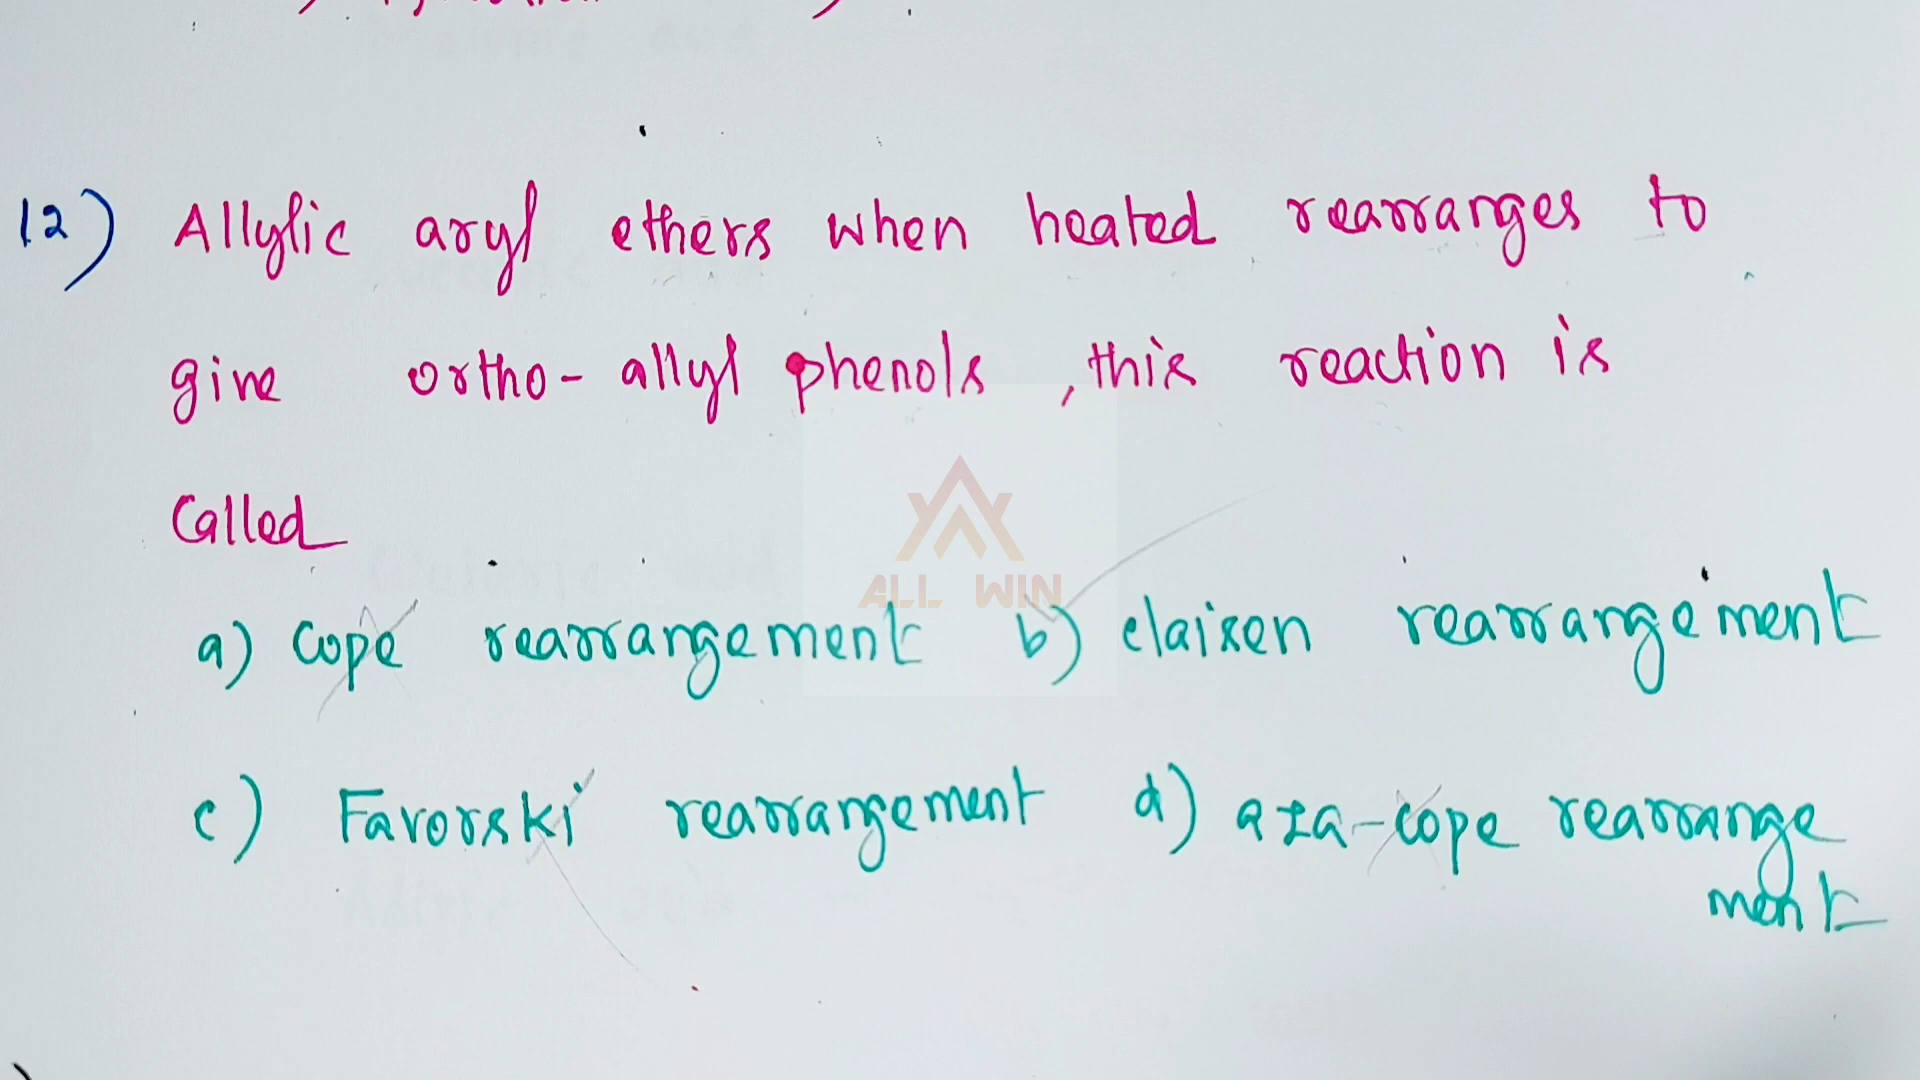 12) Allylic aryl ethers when heated rearranges to
give ortho-allyl phenols, this reaction is
Called
ALL WIN
a) Cope rearrangement b) claisen rearrangement
c) Favorski rearrangement d) aza-cope rearrange
ment